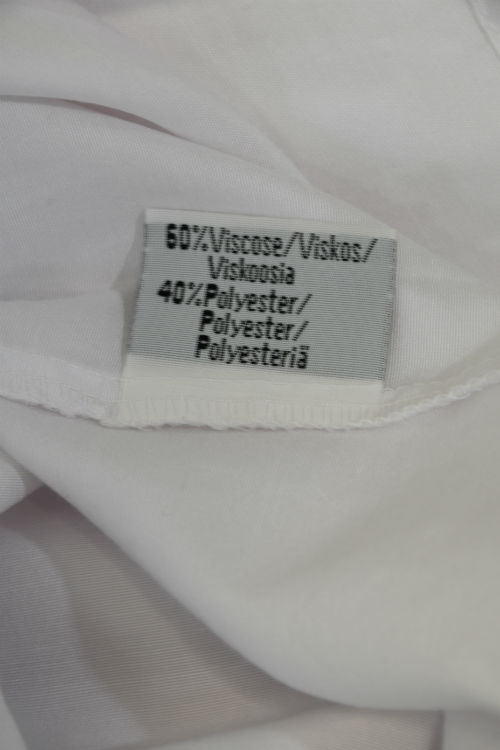 60%Viscose/Viskos/
Viskoosia
40%Polyester/
Polyester/
Polyesteriä